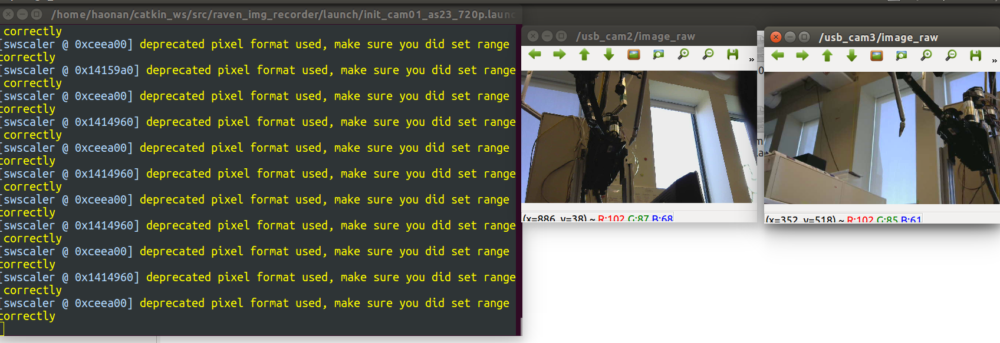 /home/haonan/catkin_ws/src/raven_img_recorder/launch/init_cam01_as23_720p.launc
correctly
[swscaler @ 0xceea00] deprecated pixel format used, make sure you did set range
correctly
[swscaler @ 0x14159a0] deprecated pixel format used, make sure you did set range
correctly
[swscaler @ 0xceea00] deprecated pixel format used, make sure you did set range
correctly
[swscaler @ 0x1414960] deprecated pixel format used, make sure you did set range
correctly
[swscaler @ 0xceea00] deprecated pixel format used, make sure you did set range
correctly
[swscaler @ 0x1414960] deprecated pixel format used, make sure you did set range
correctly
[swscaler @ 0xceea00] deprecated pixel format used, make sure you did set range
correctly
[swscaler @ 0x1414960] deprecated pixel format used, make sure you did set range
correctly
[swscaler @ 0xceea00] deprecated pixel format used, make sure you did set range
correctly
[swscaler @ 0x1414960] deprecated pixel format used, make sure you did set range
correctly
[swscaler @ 0xceea00] deprecated pixel format used, make sure you did set range
correctly
/usb_cam2/image_raw
»
(x=886, y=38) ~ R:102 G:87 B:68
/usb_cam3/image_raw
»
(x=352, y=518) ~ R:102 G:85 B:61